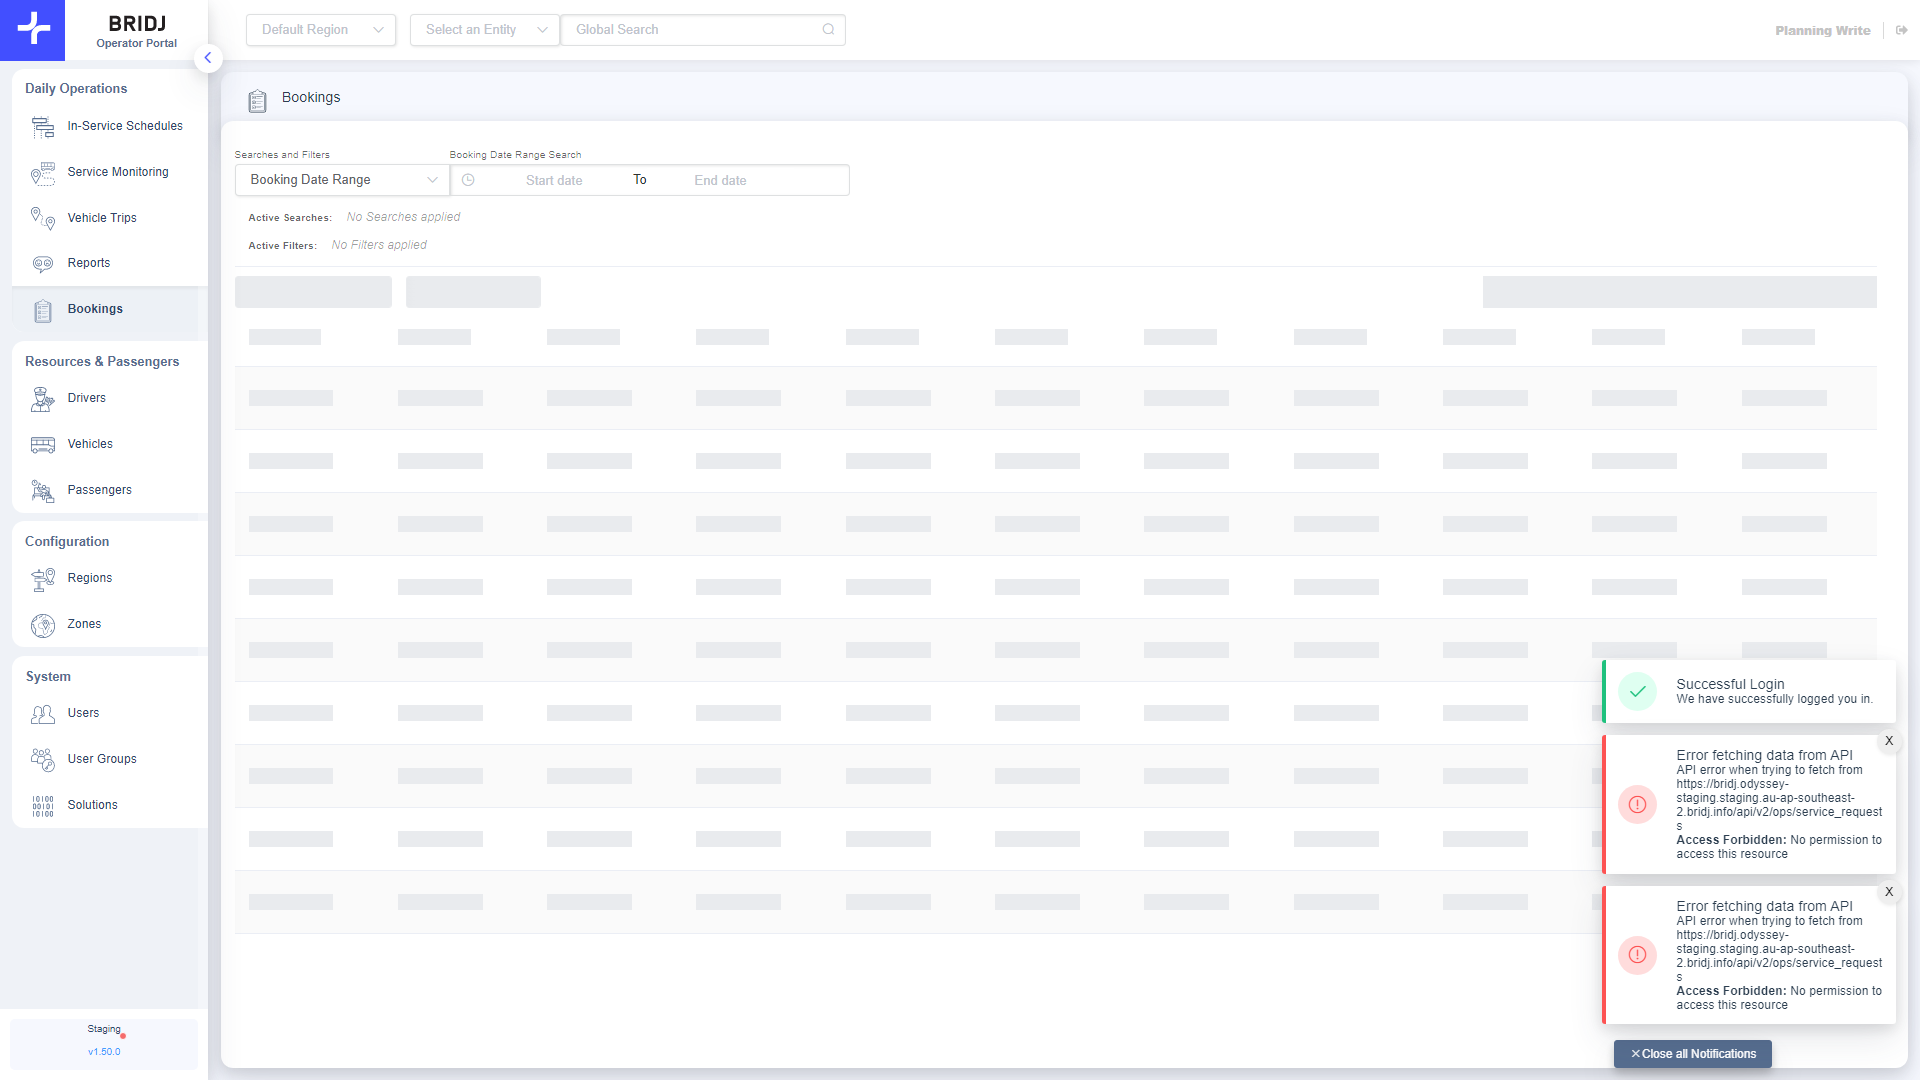 BRIDJ
Operator Portal
Default Region
Select an Entity
Global Search
Planning Write
Daily Operations
In-Service Schedules
Service Monitoring
Vehicle Trips
Reports
Bookings
Resources & Passengers
Drivers
Vehicles
Passengers
Configuration
Regions
Zones
System
Users
User Groups
10100
00101
10100
Solutions
Staging
v1.50.0
Bookings
Searches and Filters
Booking Date Range Search
Booking Date Range
Start date
To
End date
Active Searches:
No Searches applied
Active Filters:
No Filters applied
Successful Login
We have successfully logged you in.
X
Error fetching data from API
API error when trying to fetch from
https://bridj.odyssey-
staging.staging.au-ap-southeast-
2.bridj.info/api/v2/ops/service_request
s
Access Forbidden: No permission to
access this resource
X
Error fetching data from API
API error when trying to fetch from
https://bridj.odyssey-
staging.staging.au-ap-southeast-
2.bridj.info/api/v2/ops/service_request
s
Access Forbidden: No permission to
access this resource
Close all Notifications